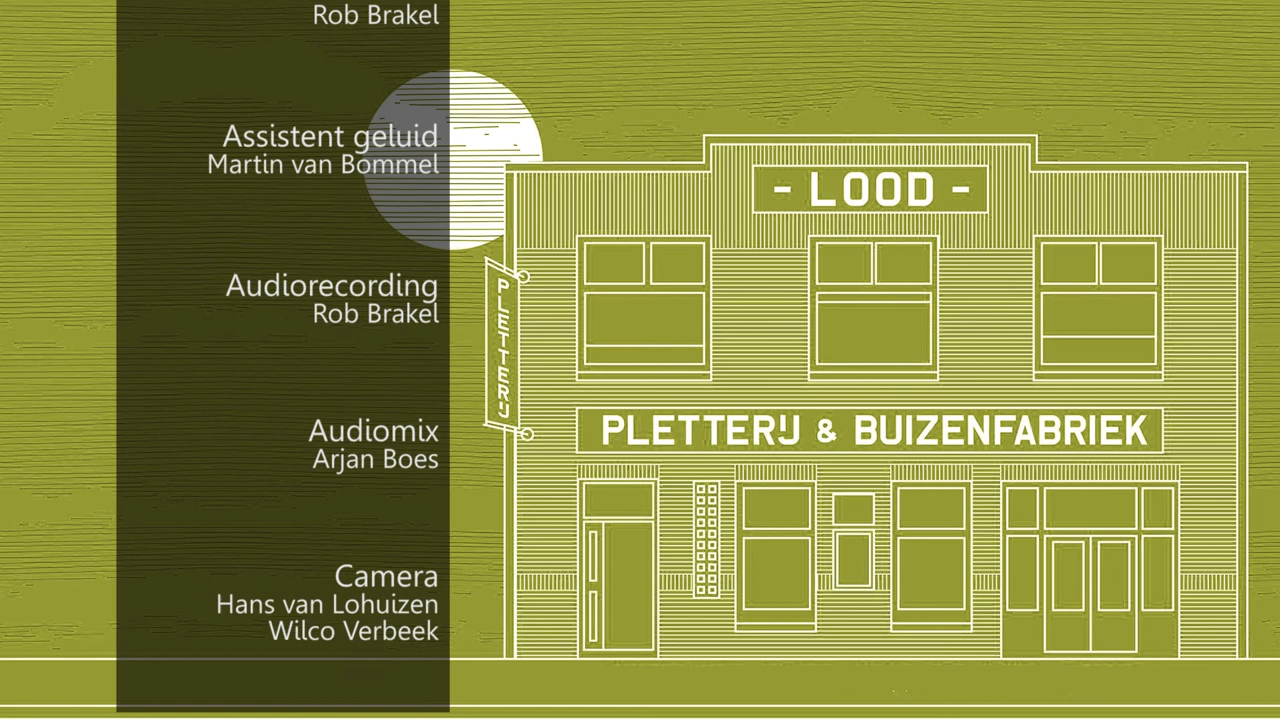 Rob Brakel
Assistent geluid
Martin van Bommel
Audiorecording
Rob Brakel
Audiomix
Arjan Boes
Camera
Hans van Lohuizen
Wilco Verbeek
- LOOD -
PLETTERIJ
PLETTERIJ & BUIZENFABRIEK